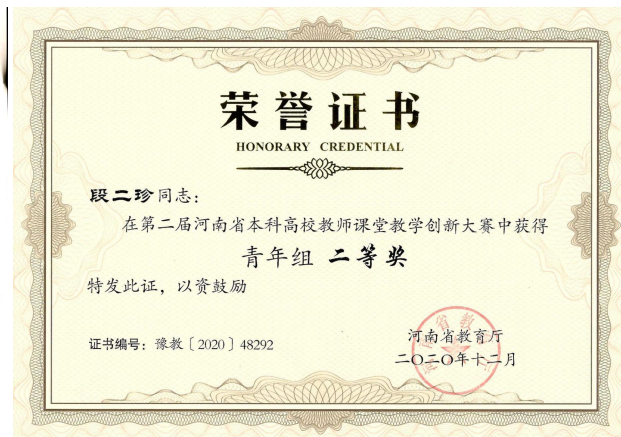 荣誉证书
HONORARY CREDENTIAL
段二珍同志：
在第二届河南省本科高校教师课堂教学创新大赛中获得
青年组 二等奖
特发此证，以资鼓励
证书编号：豫教〔2020〕48292
河南省教育厅
二〇二〇年十二月